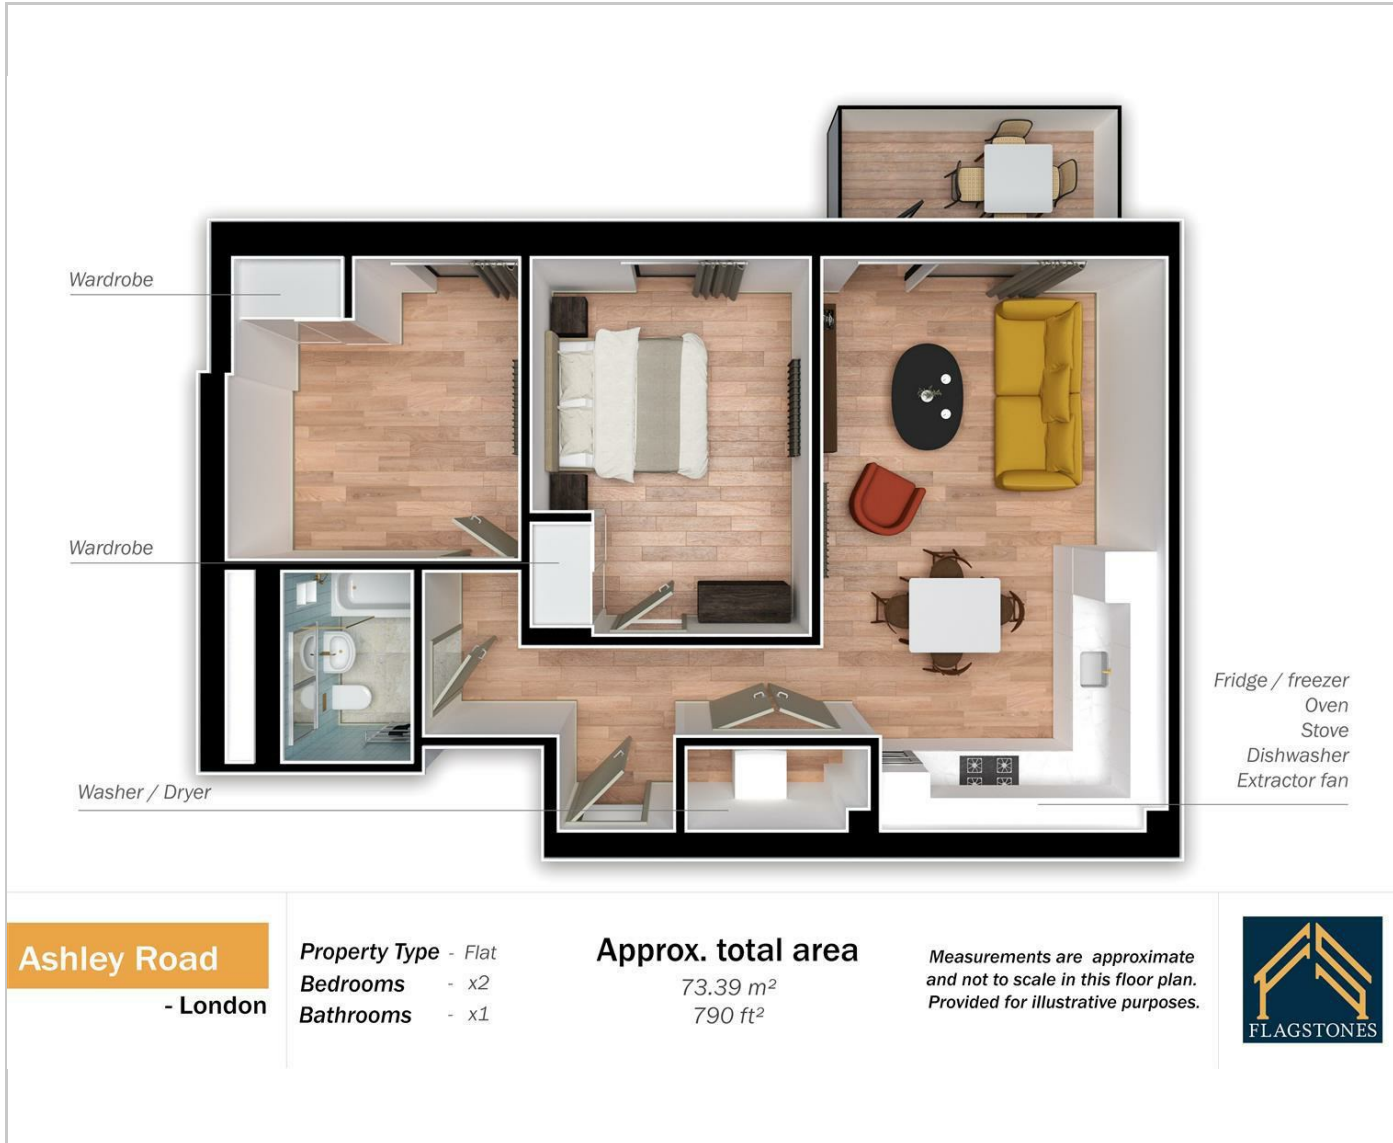 Wardrobe
Wardrobe
Washer / Dryer
Fridge / freezer
Oven
Stove
Dishwasher
Extractor fan
Ashley Road
- London
Property Type - Flat
Bedrooms - x2
Bathrooms - x1
Approx. total area
73.39 m²
790 ft²
Measurements are approximate
and not to scale in this floor plan.
Provided for illustrative purposes.
FLAGSTONES